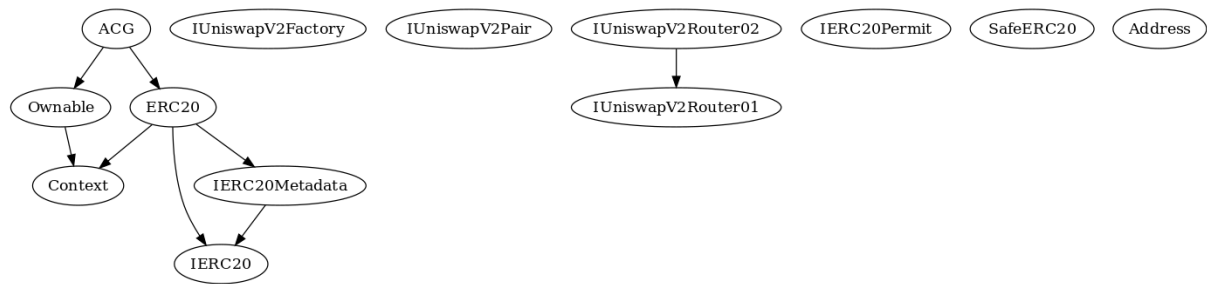 ACG
IUniswapV2Factory
IUniswapV2Pair
IUniswapV2Router02
IERC20Permit
SafeERC20
Address
Ownable
ERC20
IUniswapV2Router01
Context
IERC20Metadata
IERC20